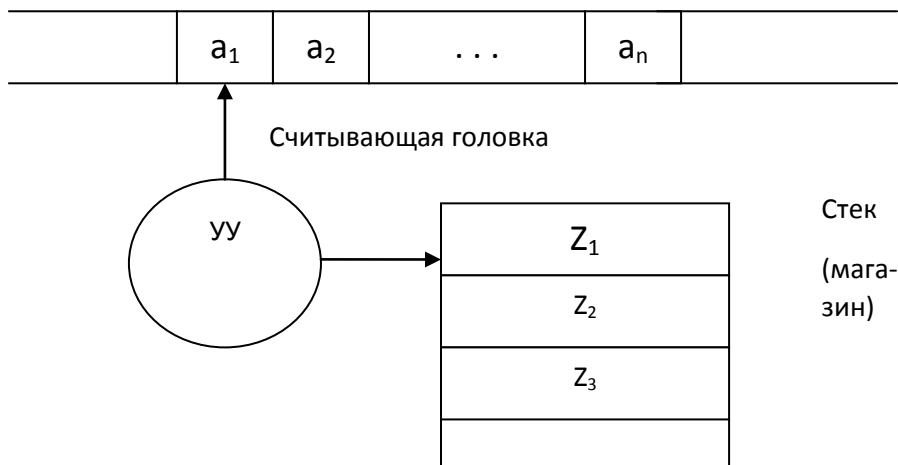 a₁ a₂ . . . aₙ
Считывающая головка
УУ
Стек
(мага-
зин)
Z₁
Z₂
Z₃